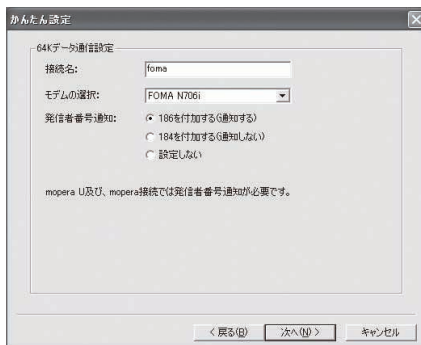 かんたん設定
64Kデータ通信設定
接続名: foma
モデムの選択: FOMA N706i
発信者番号通知: 186を付加する(通知する)
184を付加する(通知しない)
設定しない
mopera U及び、mopera接続では発信者番号通知が必要です。
< 戻る(B) 次へ(N) > キャンセル